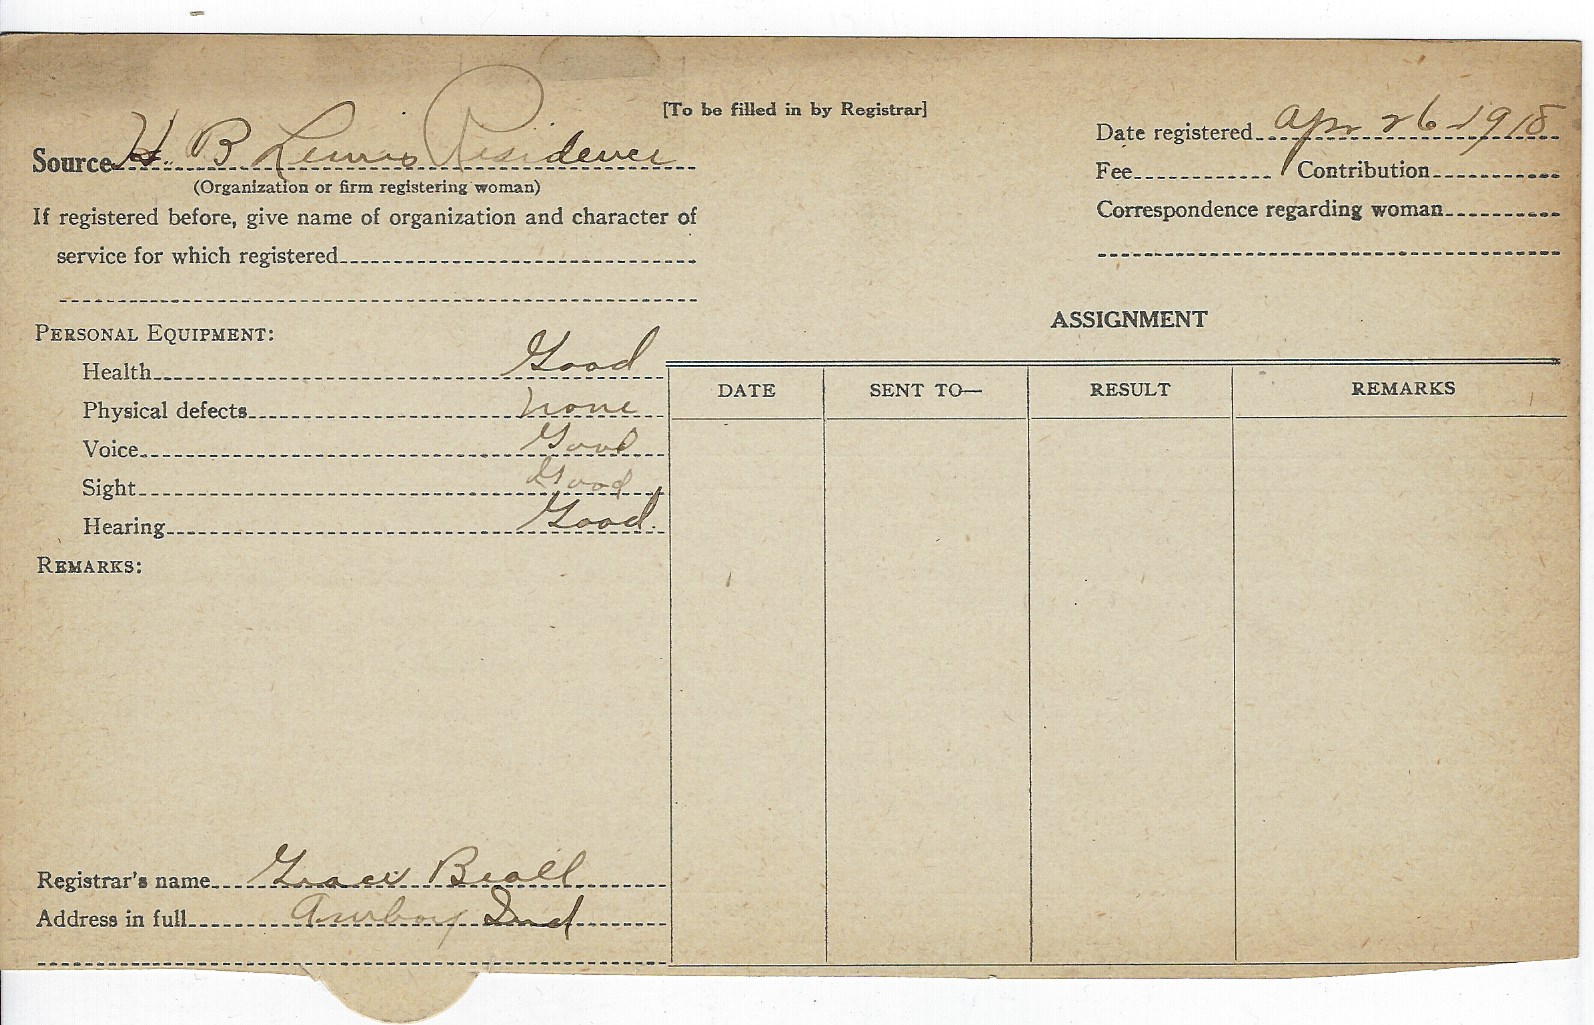 [To be filled in by Registrar]
Source H. B Lewis Residence
(Organization or firm registering woman)
If registered before, give name of organization and character of
service for which registered
Date registered Apr 26 1918
Fee Contribution
Correspondence regarding woman
PERSONAL EQUIPMENT:
Health Good
Physical defects none
Voice Good
Sight Good
Hearing Good.
REMARKS:
Registrar's name Grace Beall
Address in full Amboy Ind
ASSIGNMENT
DATE SENT TO— RESULT REMARKS